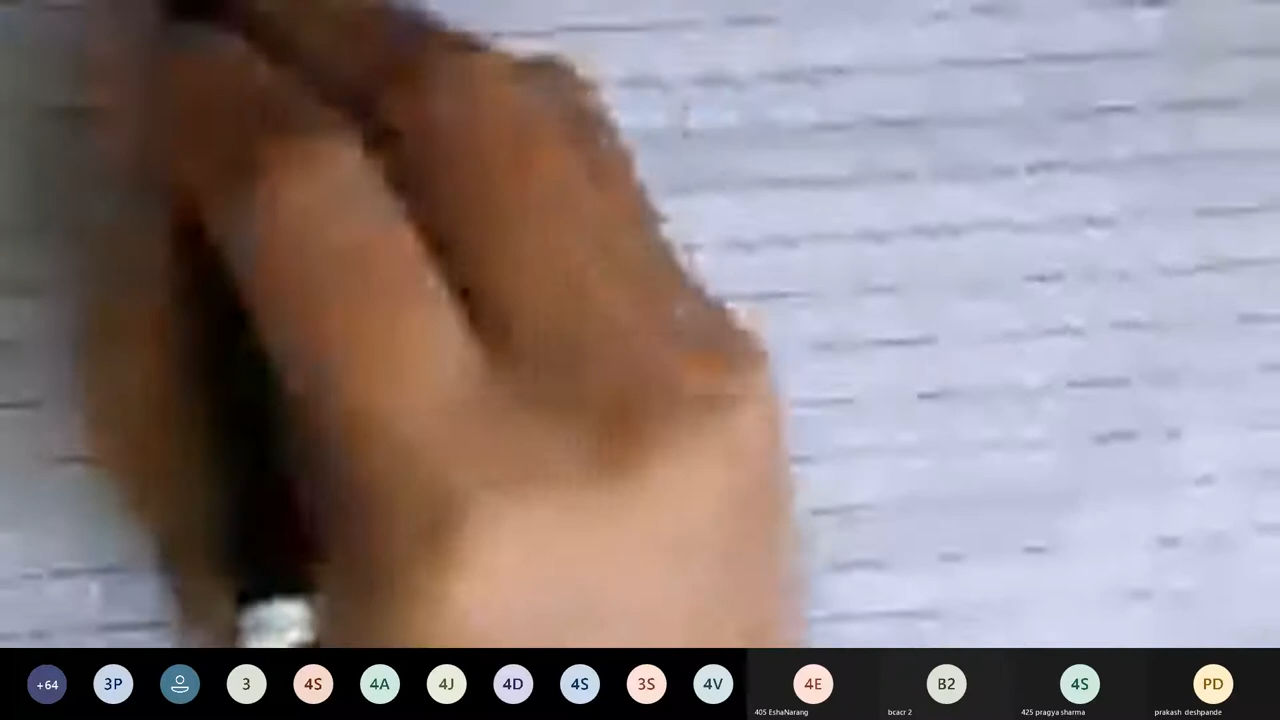 +64 3P 3 4S 4A 4J 4D 4S 3S 4V 4E B2 4S PD
405 EshaNarang bcacr 2 425 pragya sharma prakash deshpande